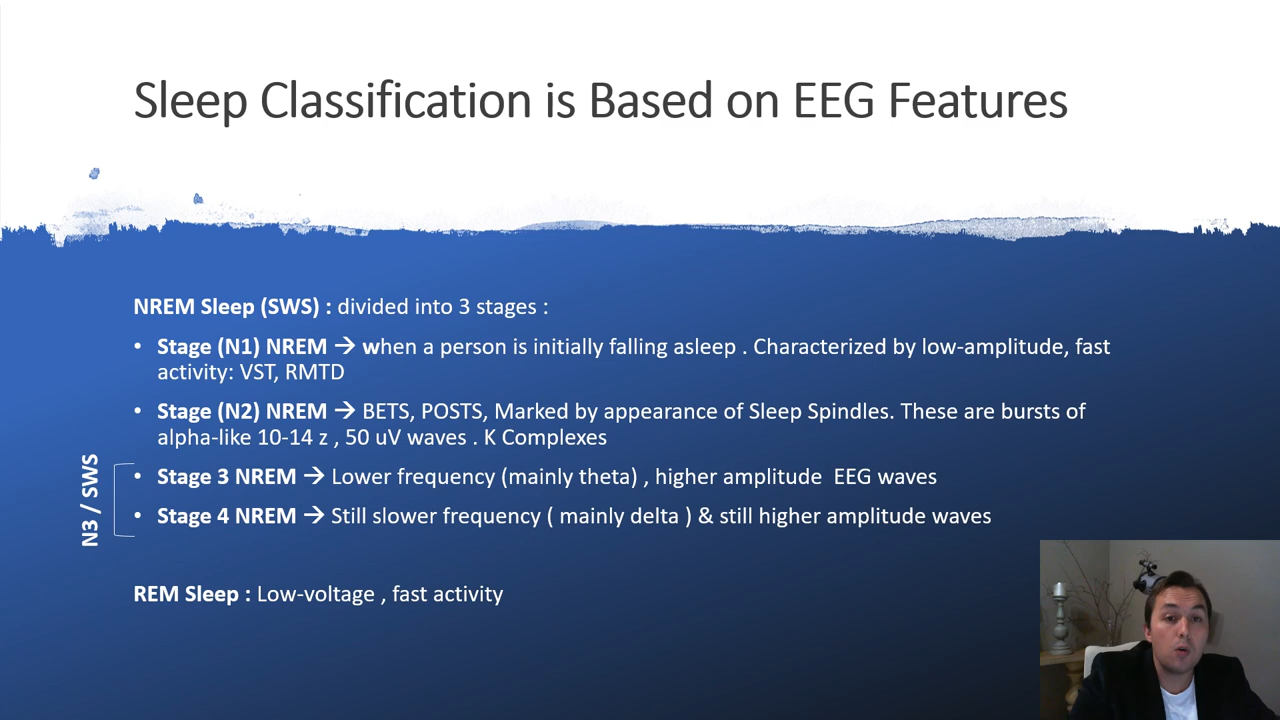 Sleep Classification is Based on EEG Features
NREM Sleep (SWS) : divided into 3 stages :
• Stage (N1) NREM → when a person is initially falling asleep . Characterized by low-amplitude, fast
activity: VST, RMTD
• Stage (N2) NREM → BETS, POSTS, Marked by appearance of Sleep Spindles. These are bursts of
alpha-like 10-14 z , 50 uV waves . K Complexes
N3 / SWS
• Stage 3 NREM → Lower frequency (mainly theta) , higher amplitude  EEG waves
• Stage 4 NREM → Still slower frequency ( mainly delta ) & still higher amplitude waves
REM Sleep : Low-voltage , fast activity